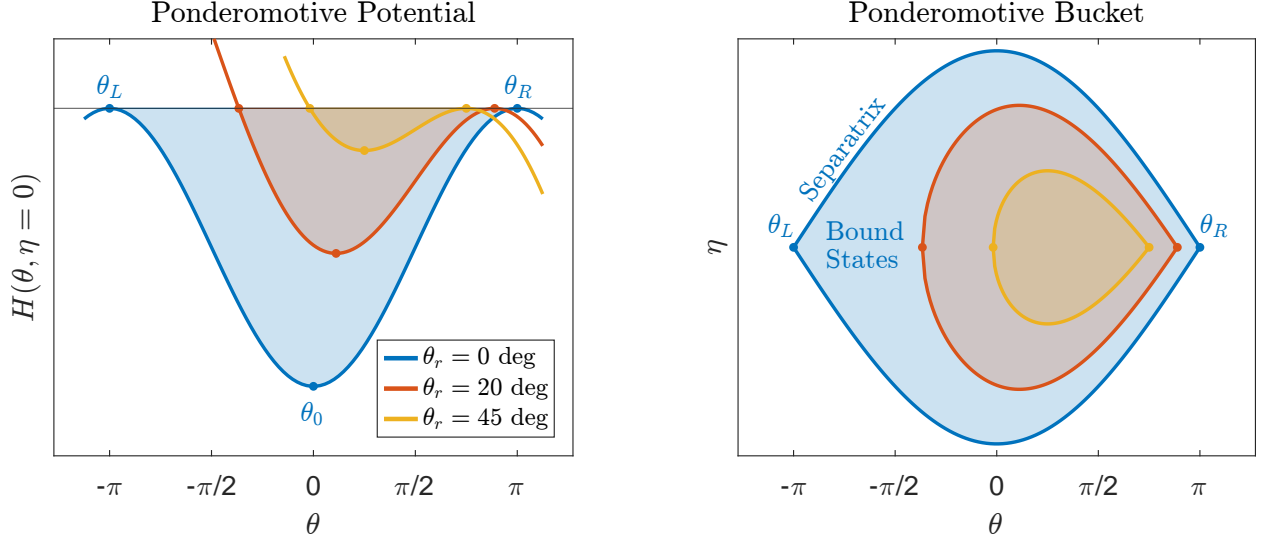 Ponderomotive Potential
θ_L
θ_R
H(θ, η = 0)
θ_0
θ_r = 0 deg
θ_r = 20 deg
θ_r = 45 deg
-π
-π/2
0
π/2
π
θ
Ponderomotive Bucket
Separatrix
θ_L
θ_R
Bound
States
η
-π
-π/2
0
π/2
π
θ